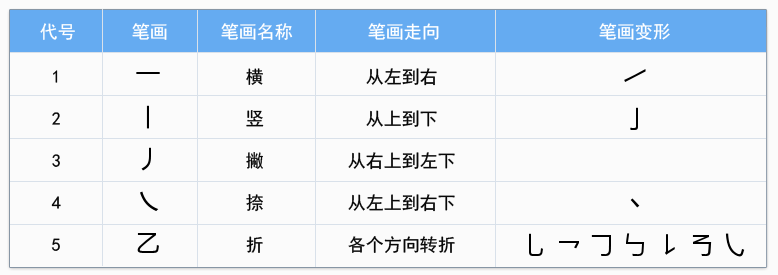 代号 笔画 笔画名称 笔画走向 笔画变形
1 一 横 从左到右 ㇀
2 丨 竖 从上到下 亅
3 丿 撇 从右上到左下
4 ㇏ 捺 从左上到右下 丶
5 乙 折 各个方向转折 ㇄ ㇖ ㇆ ㇉ ㇙ ㇋ ㇃